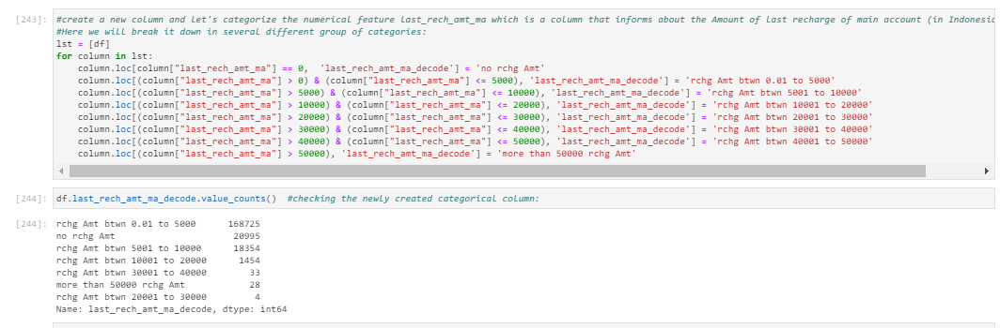 [243]: #create a new column and Let's categorize the numerical feature last_rech_amt_ma which is a column that informs about the Amount of last recharge of main account (in Indonesia
#Here we will break it down in several different group of categories:
lst = [df]
for column in lst:
    column.loc[column["last_rech_amt_ma"] == 0,  'last_rech_amt_ma_decode'] = 'no rchg Amt'
    column.loc[(column["last_rech_amt_ma"] > 0) & (column["last_rech_amt_ma"] <= 5000), 'last_rech_amt_ma_decode'] = 'rchg Amt btwn 0.01 to 5000'
    column.loc[(column["last_rech_amt_ma"] > 5000) & (column["last_rech_amt_ma"] <= 10000), 'last_rech_amt_ma_decode'] = 'rchg Amt btwn 5001 to 10000'
    column.loc[(column["last_rech_amt_ma"] > 10000) & (column["last_rech_amt_ma"] <= 20000), 'last_rech_amt_ma_decode'] = 'rchg Amt btwn 10001 to 20000'
    column.loc[(column["last_rech_amt_ma"] > 20000) & (column["last_rech_amt_ma"] <= 30000), 'last_rech_amt_ma_decode'] = 'rchg Amt btwn 20001 to 30000'
    column.loc[(column["last_rech_amt_ma"] > 30000) & (column["last_rech_amt_ma"] <= 40000), 'last_rech_amt_ma_decode'] = 'rchg Amt btwn 30001 to 40000'
    column.loc[(column["last_rech_amt_ma"] > 40000) & (column["last_rech_amt_ma"] <= 50000), 'last_rech_amt_ma_decode'] = 'rchg Amt btwn 40001 to 50000'
    column.loc[(column["last_rech_amt_ma"] > 50000), 'last_rech_amt_ma_decode'] = 'more than 50000 rchg Amt'
[244]: df.last_rech_amt_ma_decode.value_counts()  #checking the newly created categorical column:
[244]: rchg Amt btwn 0.01 to 5000      168725
no rchg Amt                      20995
rchg Amt btwn 5001 to 10000      18354
rchg Amt btwn 10001 to 20000      1454
rchg Amt btwn 30001 to 40000        33
more than 50000 rchg Amt            28
rchg Amt btwn 20001 to 30000         4
Name: last_rech_amt_ma_decode, dtype: int64